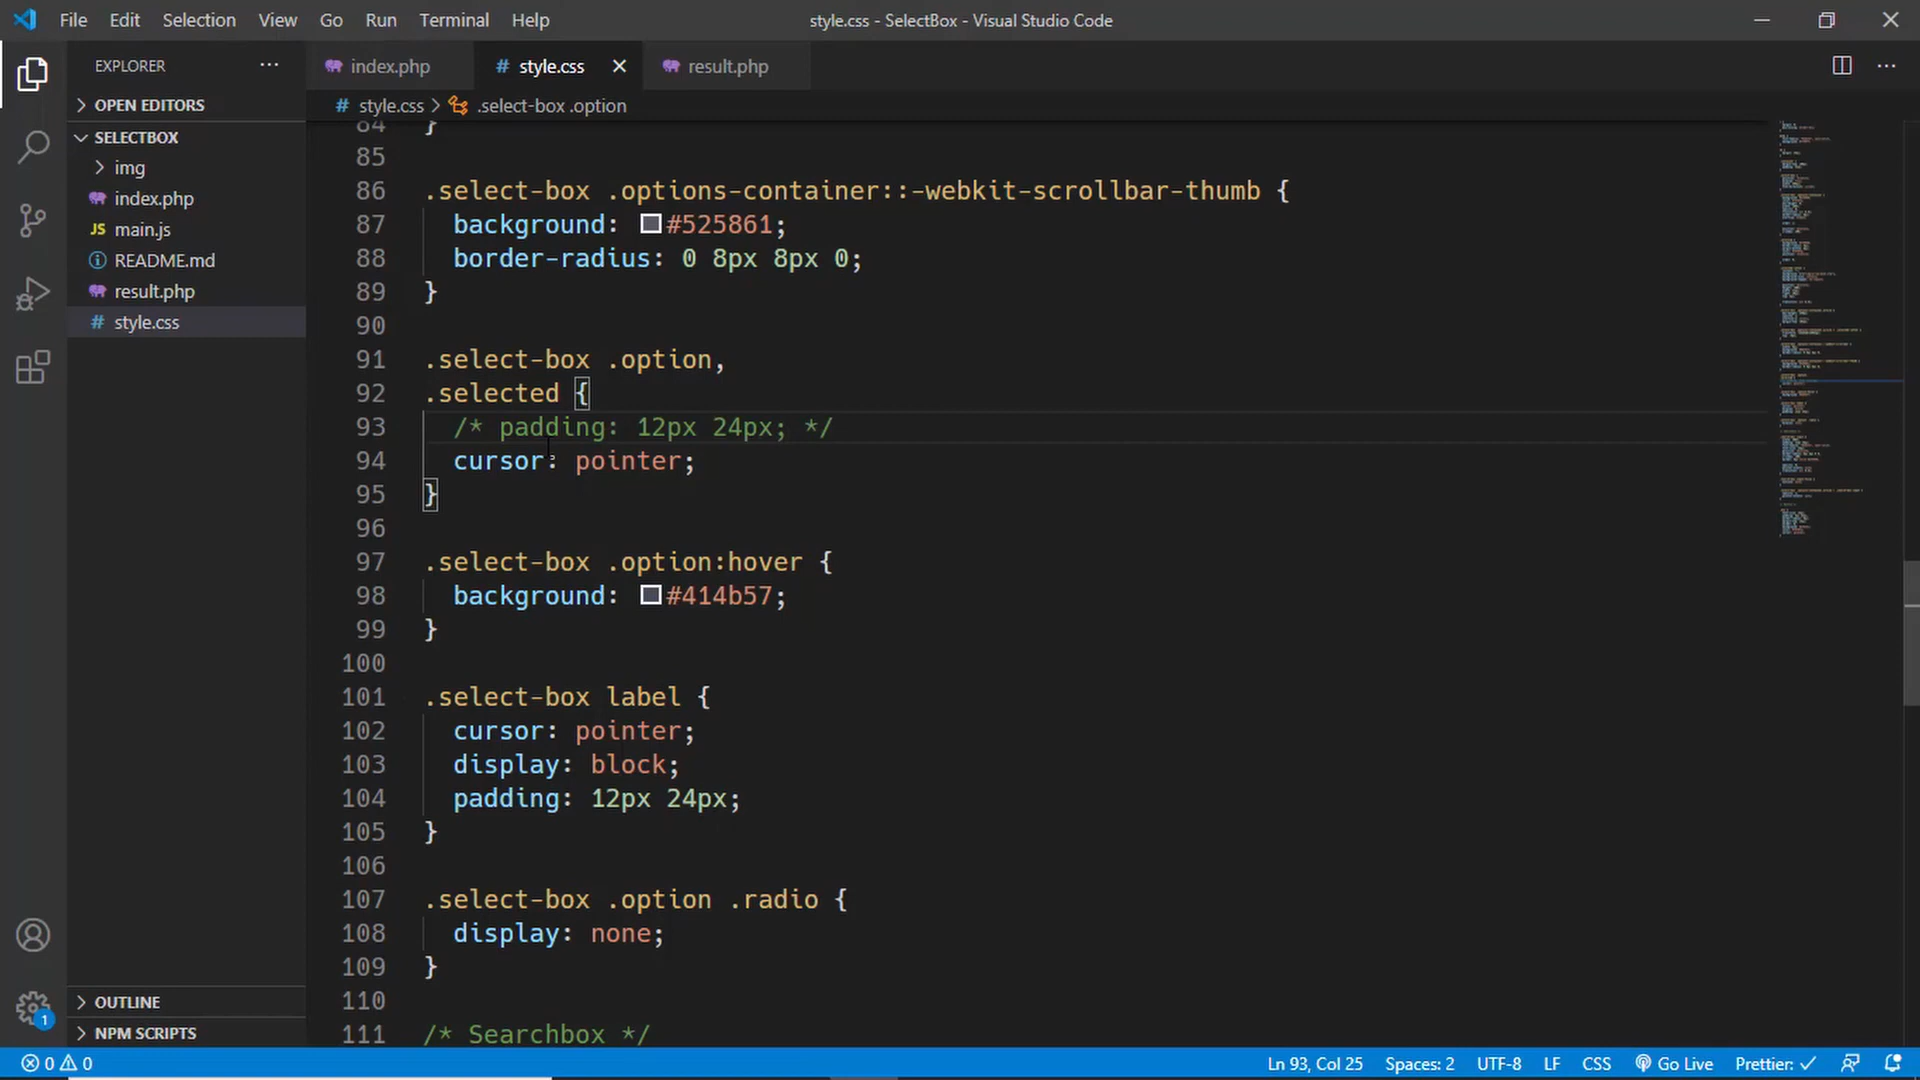 File Edit Selection View Go Run Terminal Help
style.css - SelectBox - Visual Studio Code
EXPLORER
OPEN EDITORS
SELECTBOX
img
index.php
JS main.js
README.md
result.php
# style.css
OUTLINE
NPM SCRIPTS
index.php
# style.css
result.php
# style.css > .select-box .option
84 }
85
86 .select-box .options-container::-webkit-scrollbar-thumb {
87 background: #525861;
88 border-radius: 0 8px 8px 0;
89 }
90
91 .select-box .option,
92 .selected {
93 /* padding: 12px 24px; */
94 cursor: pointer;
95 }
96
97 .select-box .option:hover {
98 background: #414b57;
99 }
100
101 .select-box label {
102 cursor: pointer;
103 display: block;
104 padding: 12px 24px;
105 }
106
107 .select-box .option .radio {
108 display: none;
109 }
110
111 /* Searchbox */
1
0 0
Ln 93, Col 25 Spaces: 2 UTF-8 LF CSS Go Live Prettier: ✓